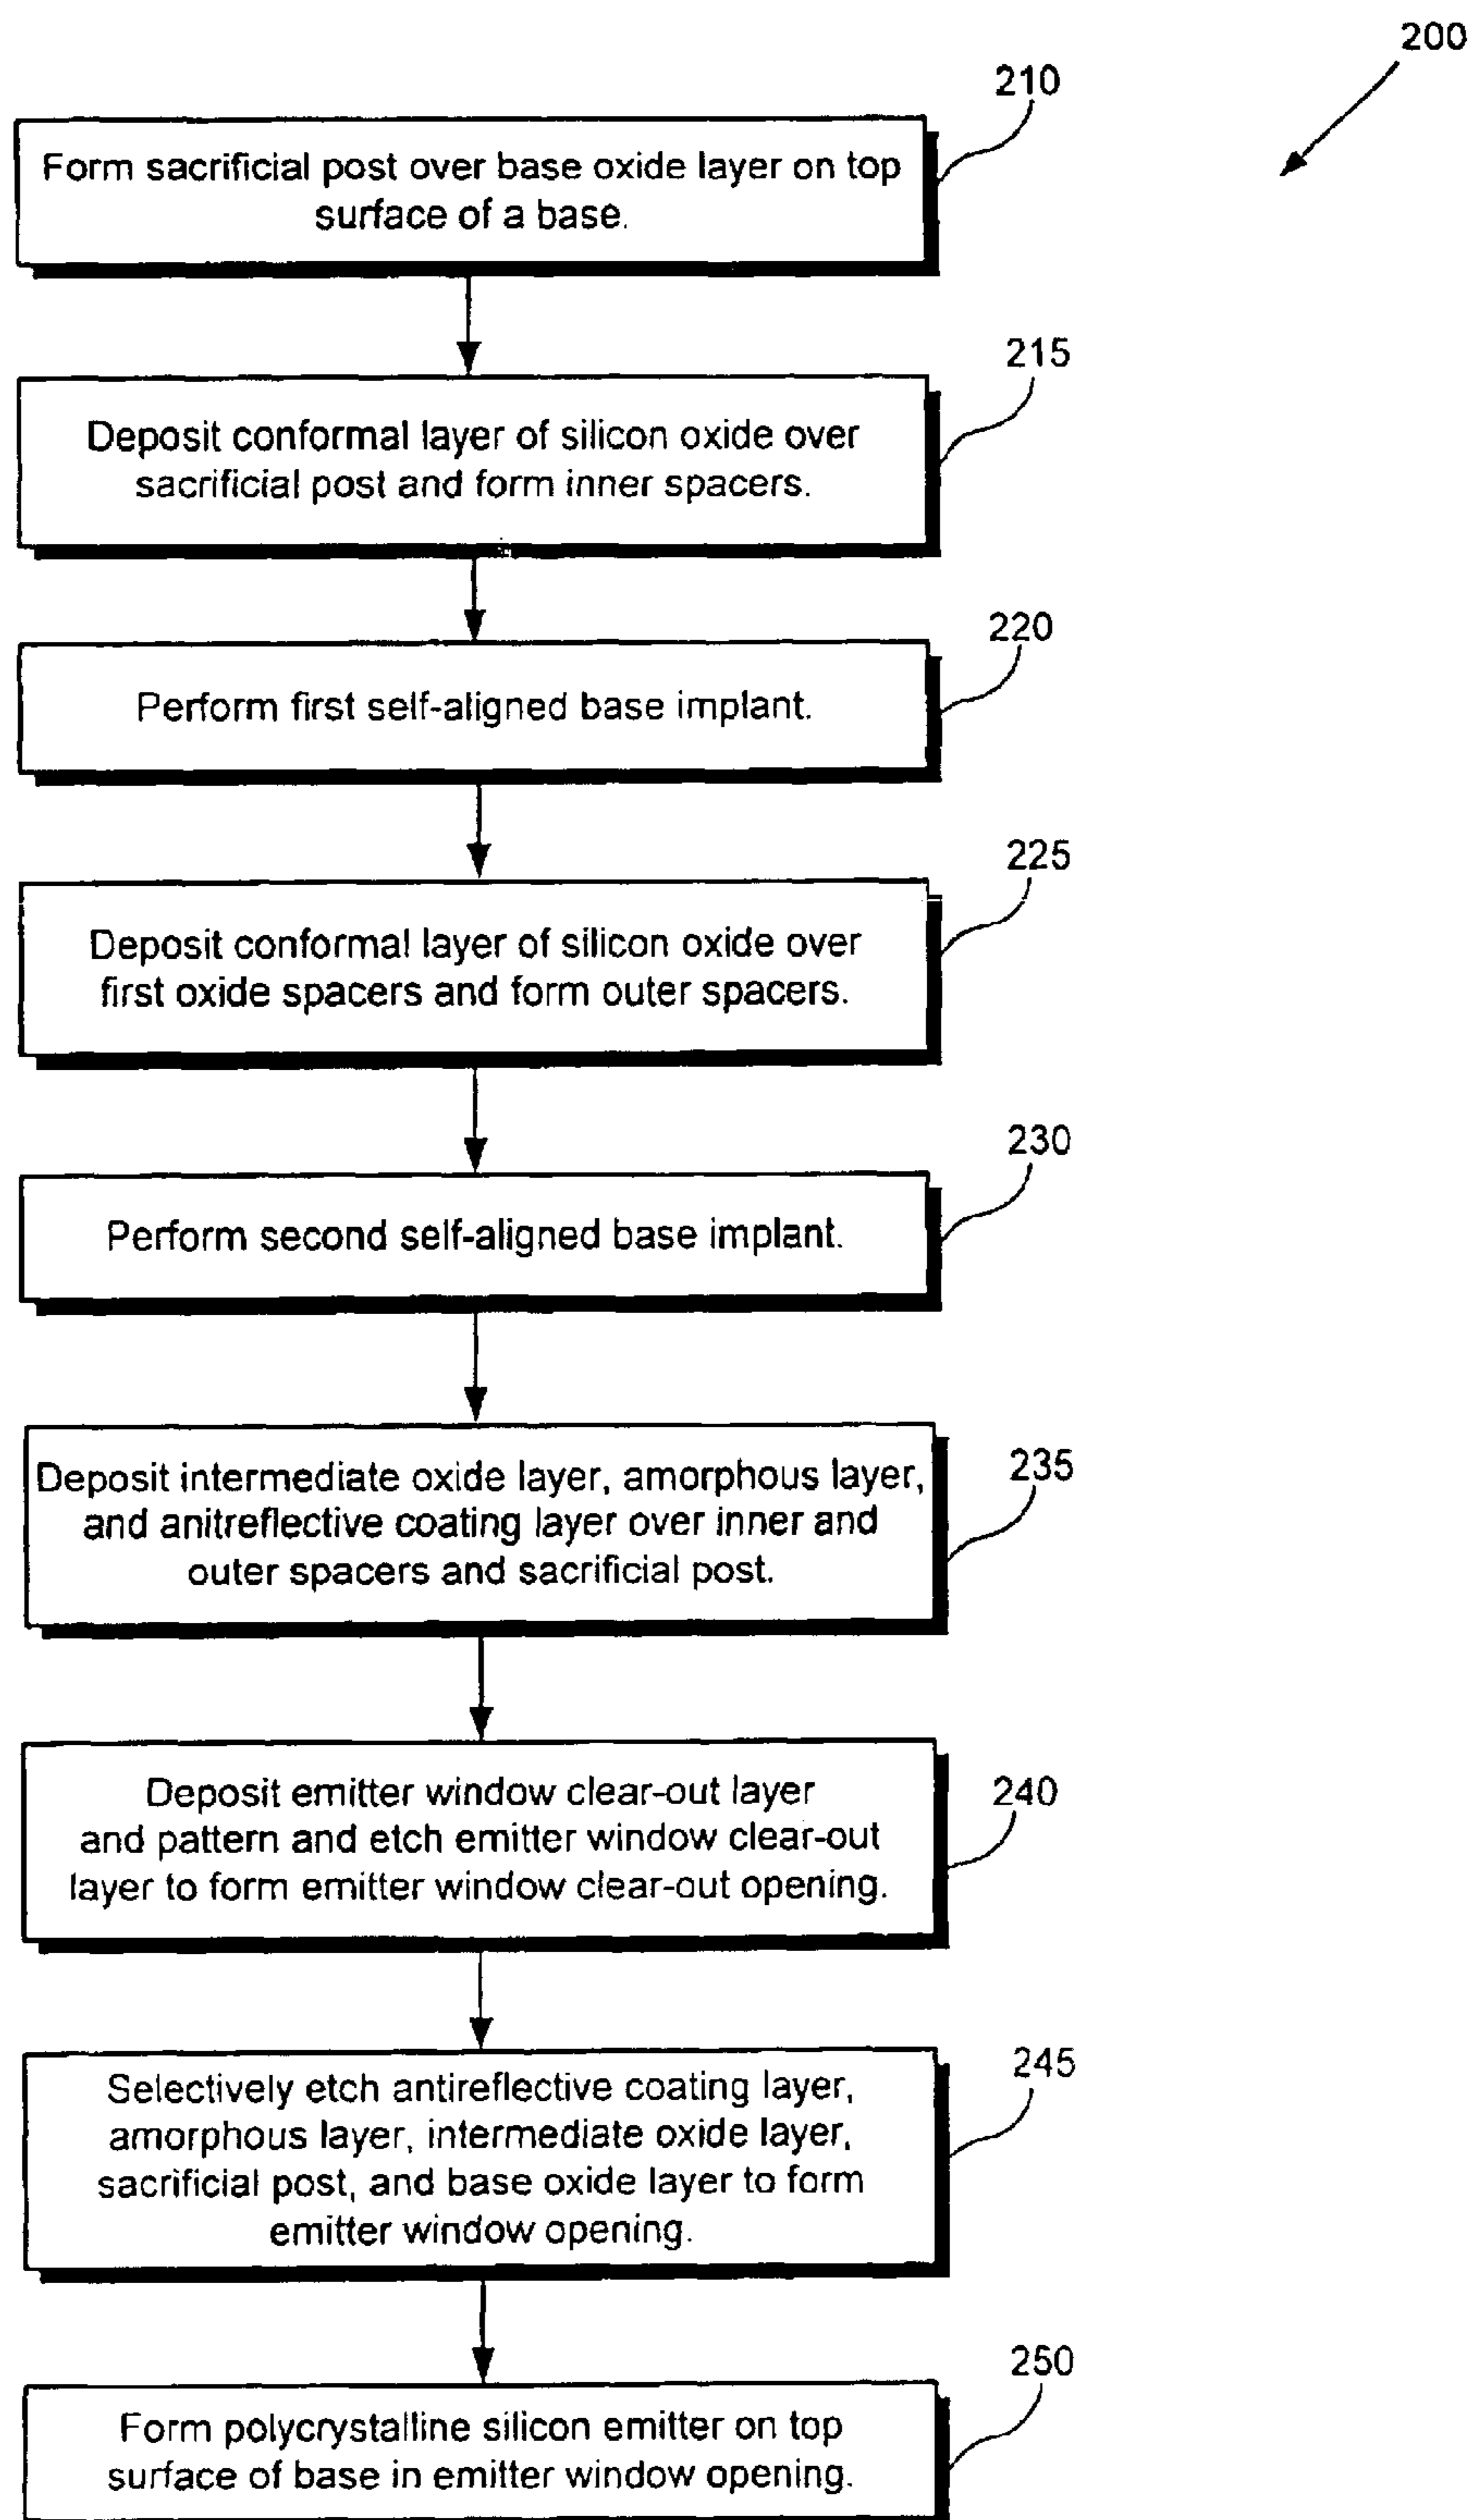 200
210
Form sacrificial post over base oxide layer on top
surface of a base.
215
Deposit conformal layer of silicon oxide over
sacrificial post and form inner spacers.
220
Perform first self-aligned base implant.
225
Deposit conformal layer of silicon oxide over
first oxide spacers and form outer spacers.
230
Perform second self-aligned base implant.
235
Deposit intermediate oxide layer, amorphous layer,
and anitreflective coating layer over inner and
outer spacers and sacrificial post.
240
Deposit emitter window clear-out layer
and pattern and etch emitter window clear-out
layer to form emitter window clear-out opening.
245
Selectively etch antireflective coating layer,
amorphous layer, intermediate oxide layer,
sacrificial post, and base oxide layer to form
emitter window opening.
250
Form polycrystalline silicon emitter on top
surface of base in emitter window opening.